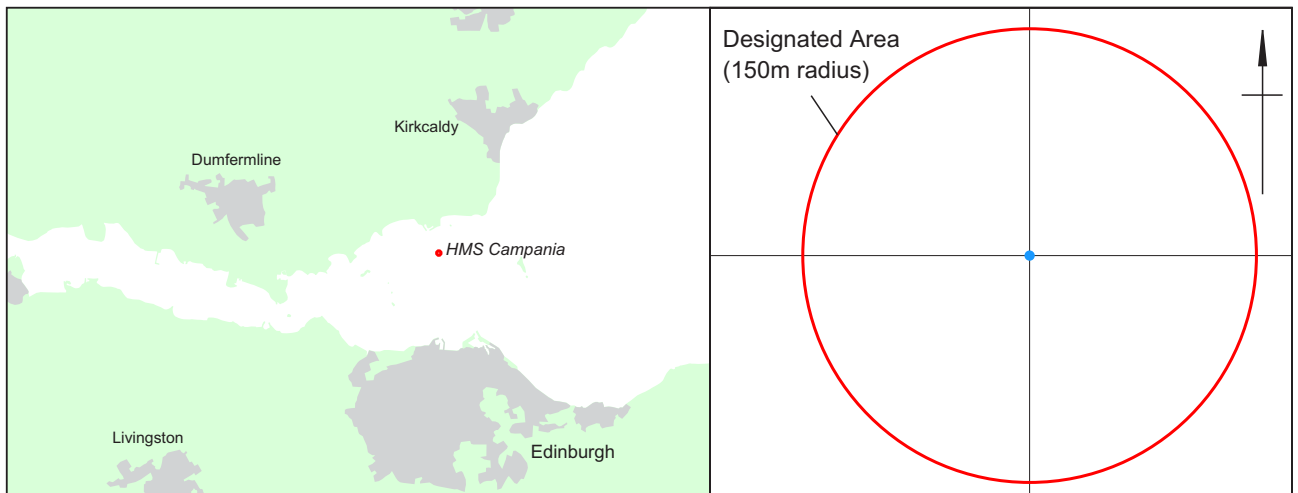 Kirkcaldy
Dumfermline
HMS Campania
Livingston
Edinburgh
Designated Area
(150m radius)